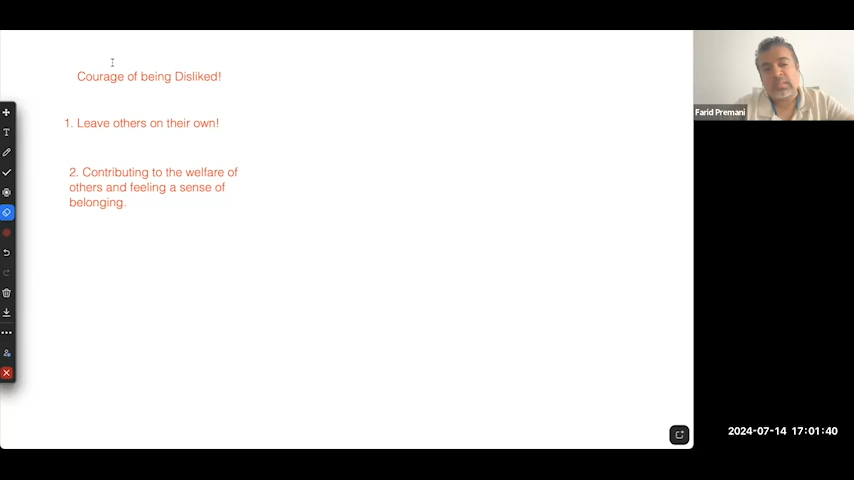 Courage of being Disliked!
Farid Premani
1. Leave others on their own!
2. Contributing to the welfare of
others and feeling a sense of
belonging.
2024-07-14 17:01:40